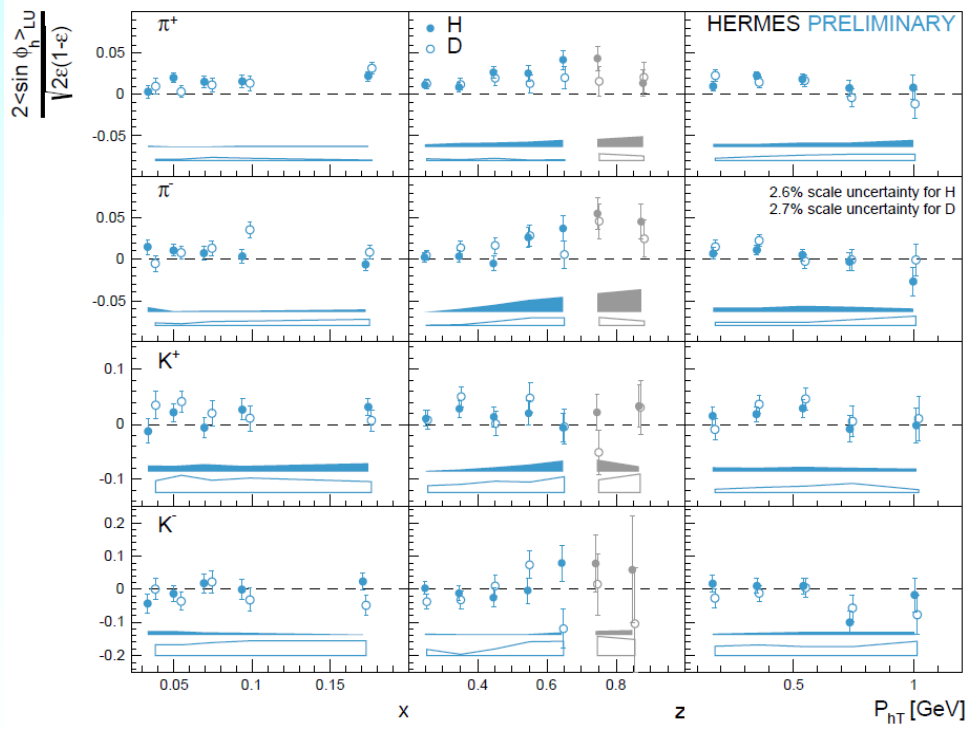 2<sin ϕh>LU
√2ε(1-ε)
π+
H
D
HERMES PRELIMINARY
0.05
0
-0.05
π-
2.6% scale uncertainty for H
2.7% scale uncertainty for D
0.05
0
-0.05
K+
0.1
0
-0.1
K-
0.2
0.1
0
-0.1
-0.2
0.05 0.1 0.15 0.4 0.6 0.8 0.5 1
x z PhT [GeV]